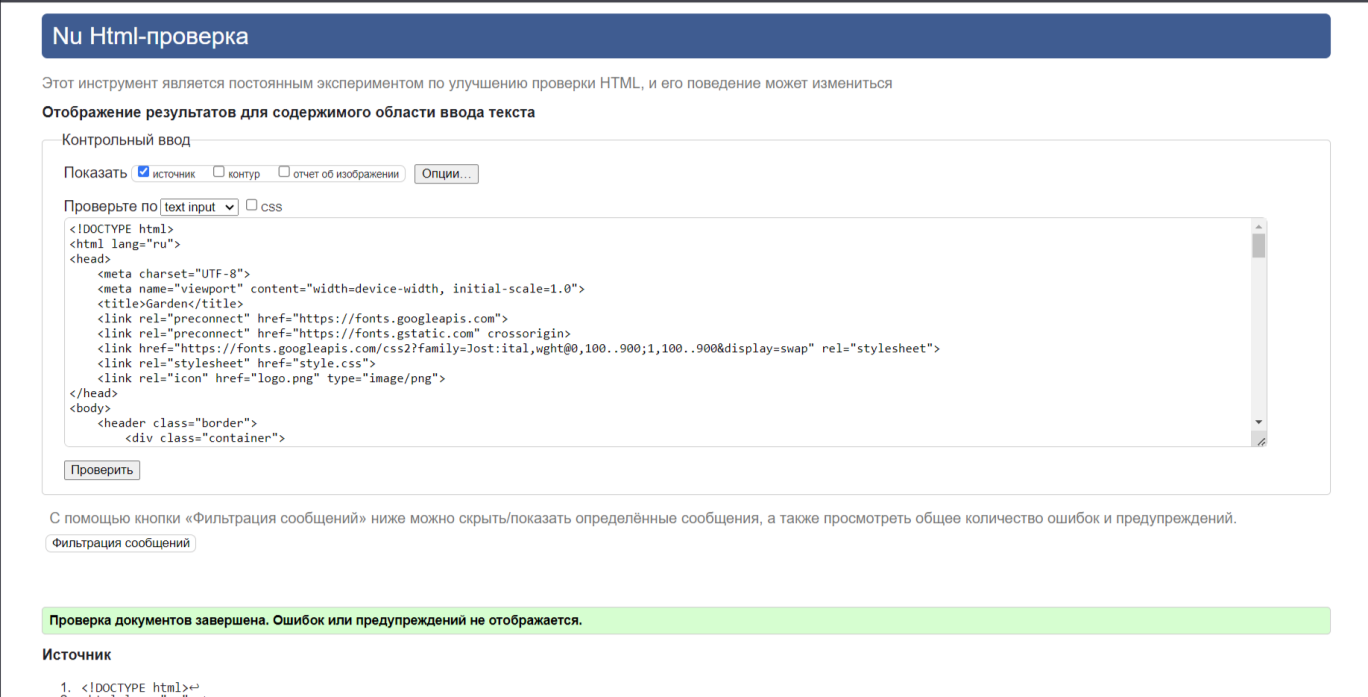 Nu Html-проверка
Этот инструмент является постоянным экспериментом по улучшению проверки HTML, и его поведение может измениться
Отображение результатов для содержимого области ввода текста
Контрольный ввод
Показать источник контур отчет об изображении Опции...
Проверьте по text input css
<!DOCTYPE html>
<html lang="ru">
<head>
    <meta charset="UTF-8">
    <meta name="viewport" content="width=device-width, initial-scale=1.0">
    <title>Garden</title>
    <link rel="preconnect" href="https://fonts.googleapis.com">
    <link rel="preconnect" href="https://fonts.gstatic.com" crossorigin>
    <link href="https://fonts.googleapis.com/css2?family=Jost:ital,wght@0,100..900;1,100..900&display=swap" rel="stylesheet">
    <link rel="stylesheet" href="style.css">
    <link rel="icon" href="logo.png" type="image/png">
</head>
<body>
    <header class="border">
        <div class="container">
Проверить
С помощью кнопки «Фильтрация сообщений» ниже можно скрыть/показать определённые сообщения, а также просмотреть общее количество ошибок и предупреждений.
Фильтрация сообщений
Проверка документов завершена. Ошибок или предупреждений не отображается.
Источник
1. <!DOCTYPE html>↩